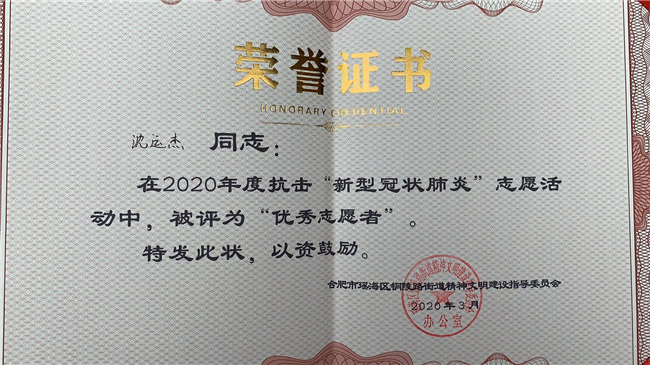 荣誉证书
HONORARY CREDENTIAL
沈运杰 同志：
在2020年度抗击“新型冠状肺炎”志愿活
动中，被评为“优秀志愿者”。
特发此状，以资鼓励。
合肥市瑶海区铜陵路街道精神文明建设指导委员会
2020年3月
办公室